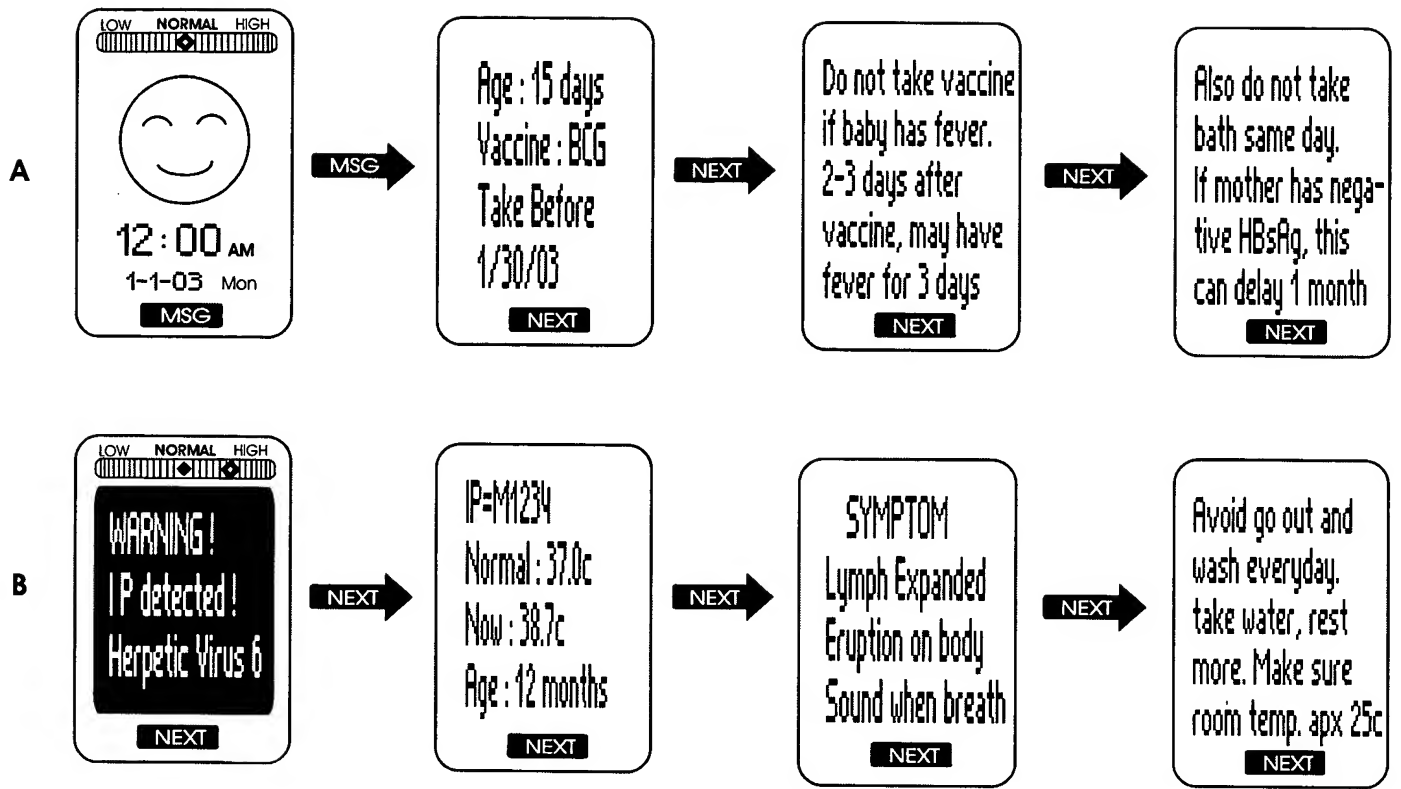 LOW NORMAL HIGH
A
12:00 AM
1-1-03 Mon
MSG
MSG
Age : 15 days
Vaccine : BCG
Take Before
1/30/03
NEXT
NEXT
Do not take vaccine
if baby has fever.
2-3 days after
vaccine, may have
fever for 3 days
NEXT
NEXT
Also do not take
bath same day.
If mother has nega-
tive HBsAg, this
can delay 1 month
NEXT
B
LOW NORMAL HIGH
WARNING !
I P detected !
Herpetic Virus 6
NEXT
NEXT
IP=M1234
Normal : 37.0c
Now : 38.7c
Age : 12 months
NEXT
NEXT
SYMPTOM
Lymph Expanded
Eruption on body
Sound when breath
NEXT
NEXT
Avoid go out and
wash everyday.
take water, rest
more. Make sure
room temp. apx 25c
NEXT